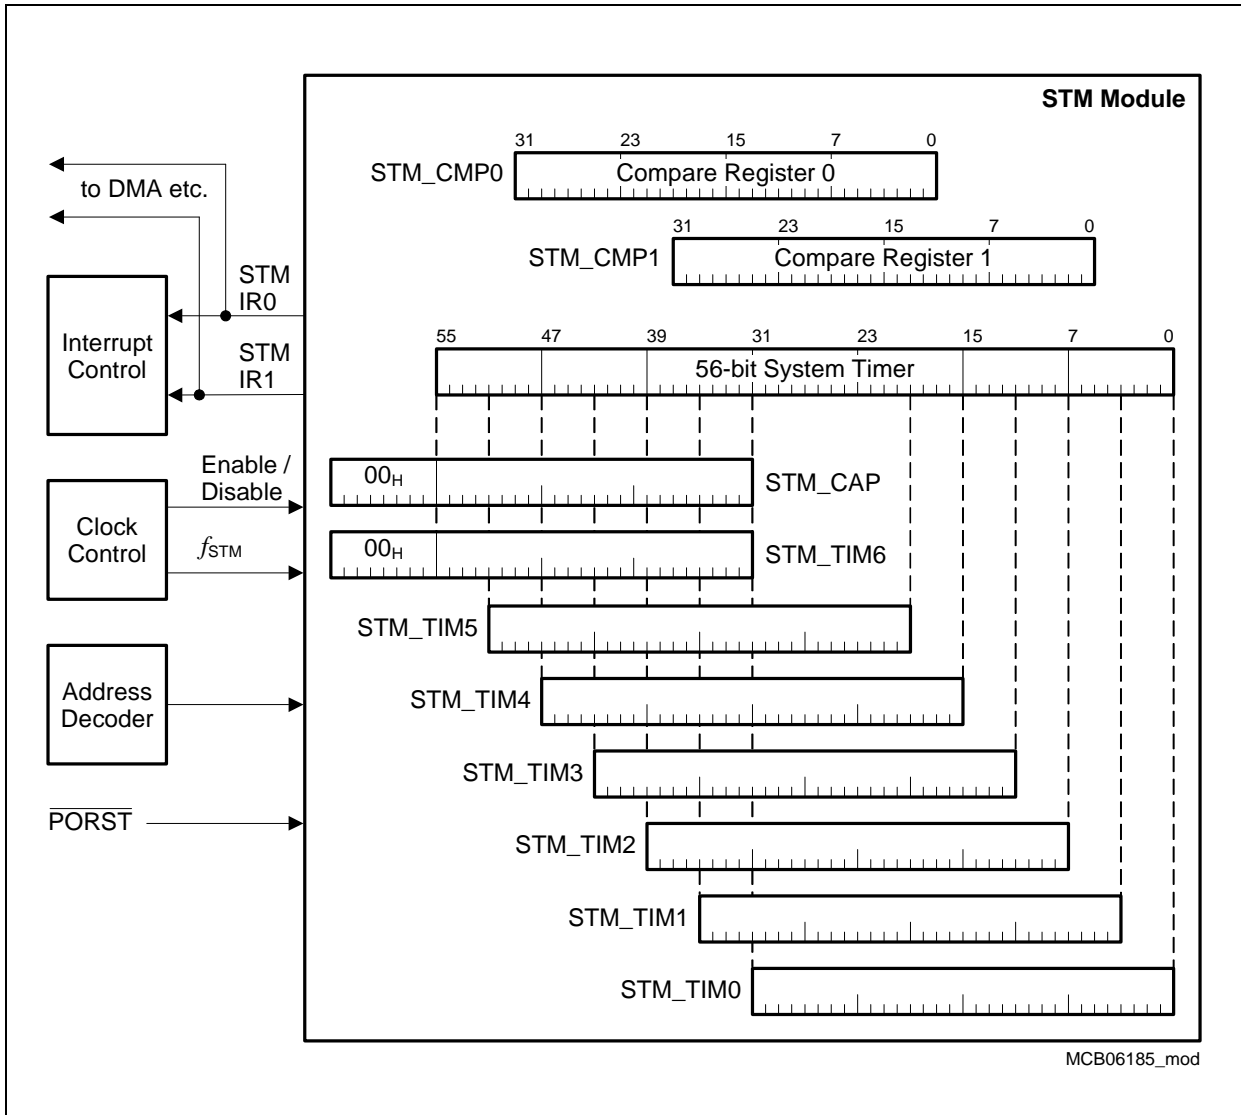 STM Module
31 23 15 7 0
STM_CMP0 Compare Register 0
31 23 15 7 0
STM_CMP1 Compare Register 1
to DMA etc.
STM
IR0
STM
IR1
Interrupt
Control
55 47 39 31 23 15 7 0
56-bit System Timer
Enable /
Disable
00H STM_CAP
Clock
Control
fSTM
00H STM_TIM6
STM_TIM5
Address
Decoder
STM_TIM4
STM_TIM3
PORST
STM_TIM2
STM_TIM1
STM_TIM0
MCB06185_mod